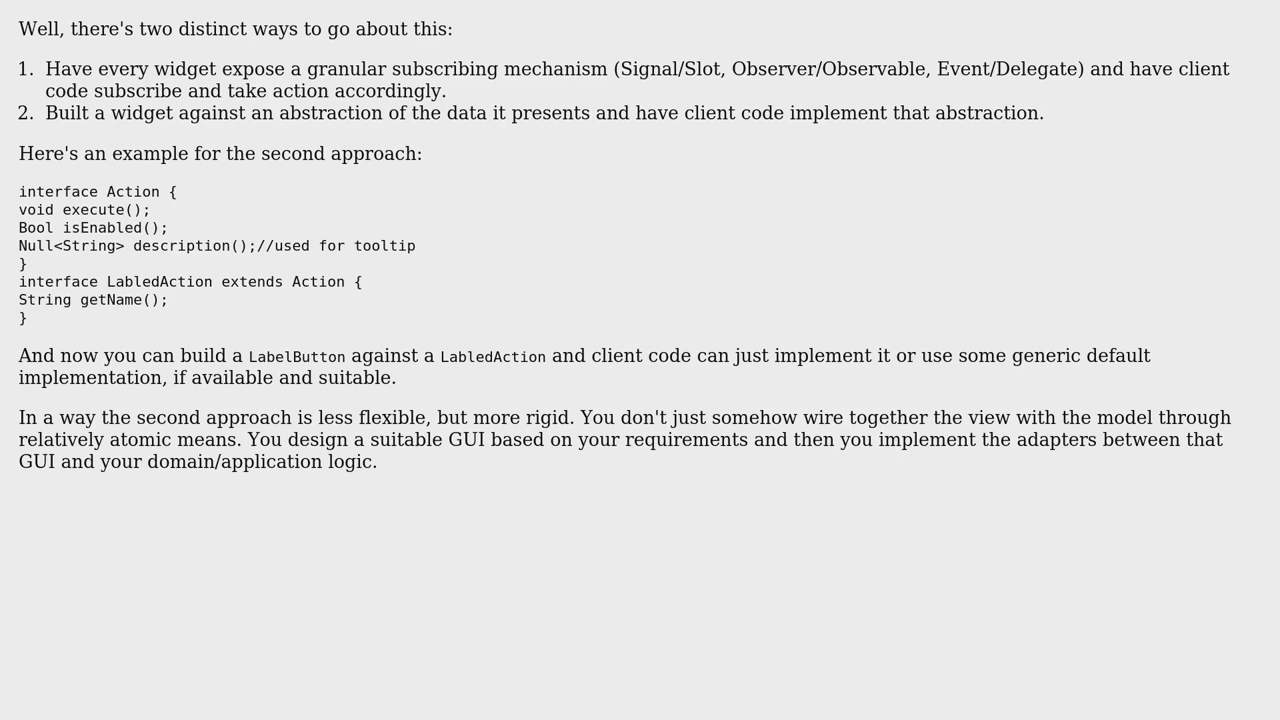 Well, there's two distinct ways to go about this:
1. Have every widget expose a granular subscribing mechanism (Signal/Slot, Observer/Observable, Event/Delegate) and have client
code subscribe and take action accordingly.
2. Built a widget against an abstraction of the data it presents and have client code implement that abstraction.
Here's an example for the second approach:
interface Action {
void execute();
Bool isEnabled();
Null<String> description();//used for tooltip
}
interface LabledAction extends Action {
String getName();
}
And now you can build a LabelButton against a LabledAction and client code can just implement it or use some generic default
implementation, if available and suitable.
In a way the second approach is less flexible, but more rigid. You don't just somehow wire together the view with the model through
relatively atomic means. You design a suitable GUI based on your requirements and then you implement the adapters between that
GUI and your domain/application logic.